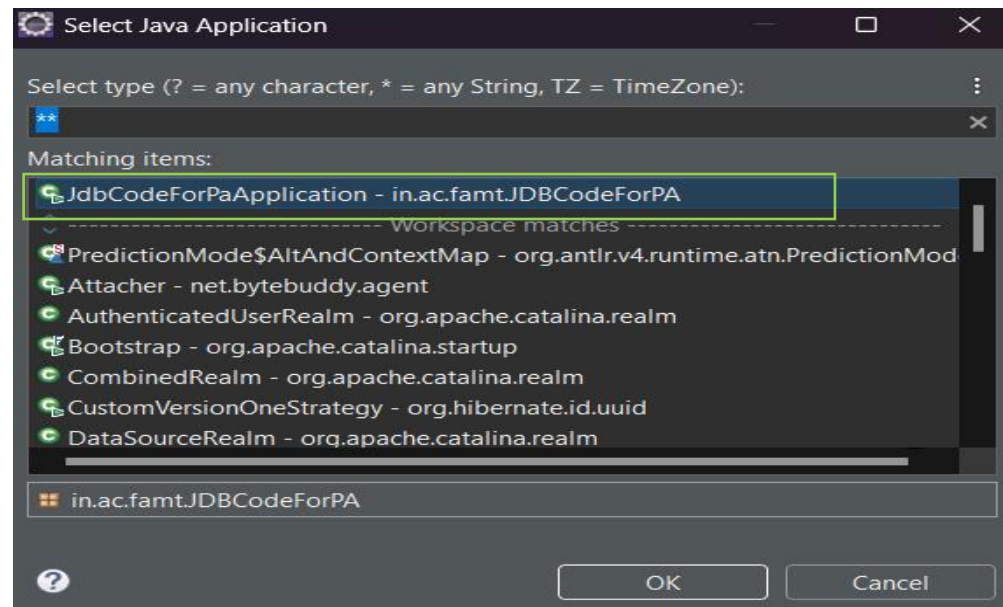 Select Java Application
Select type (? = any character, * = any String, TZ = TimeZone):
**
Matching items:
JdbCodeForPaApplication - in.ac.famt.JDBCodeForPA
------------------------------ Workspace matches ------------------------------
PredictionMode$AltAndContextMap - org.antlr.v4.runtime.atn.PredictionMod
Attacher - net.bytebuddy.agent
AuthenticatedUserRealm - org.apache.catalina.realm
Bootstrap - org.apache.catalina.startup
CombinedRealm - org.apache.catalina.realm
CustomVersionOneStrategy - org.hibernate.id.uuid
DataSourceRealm - org.apache.catalina.realm
in.ac.famt.JDBCodeForPA
OK Cancel